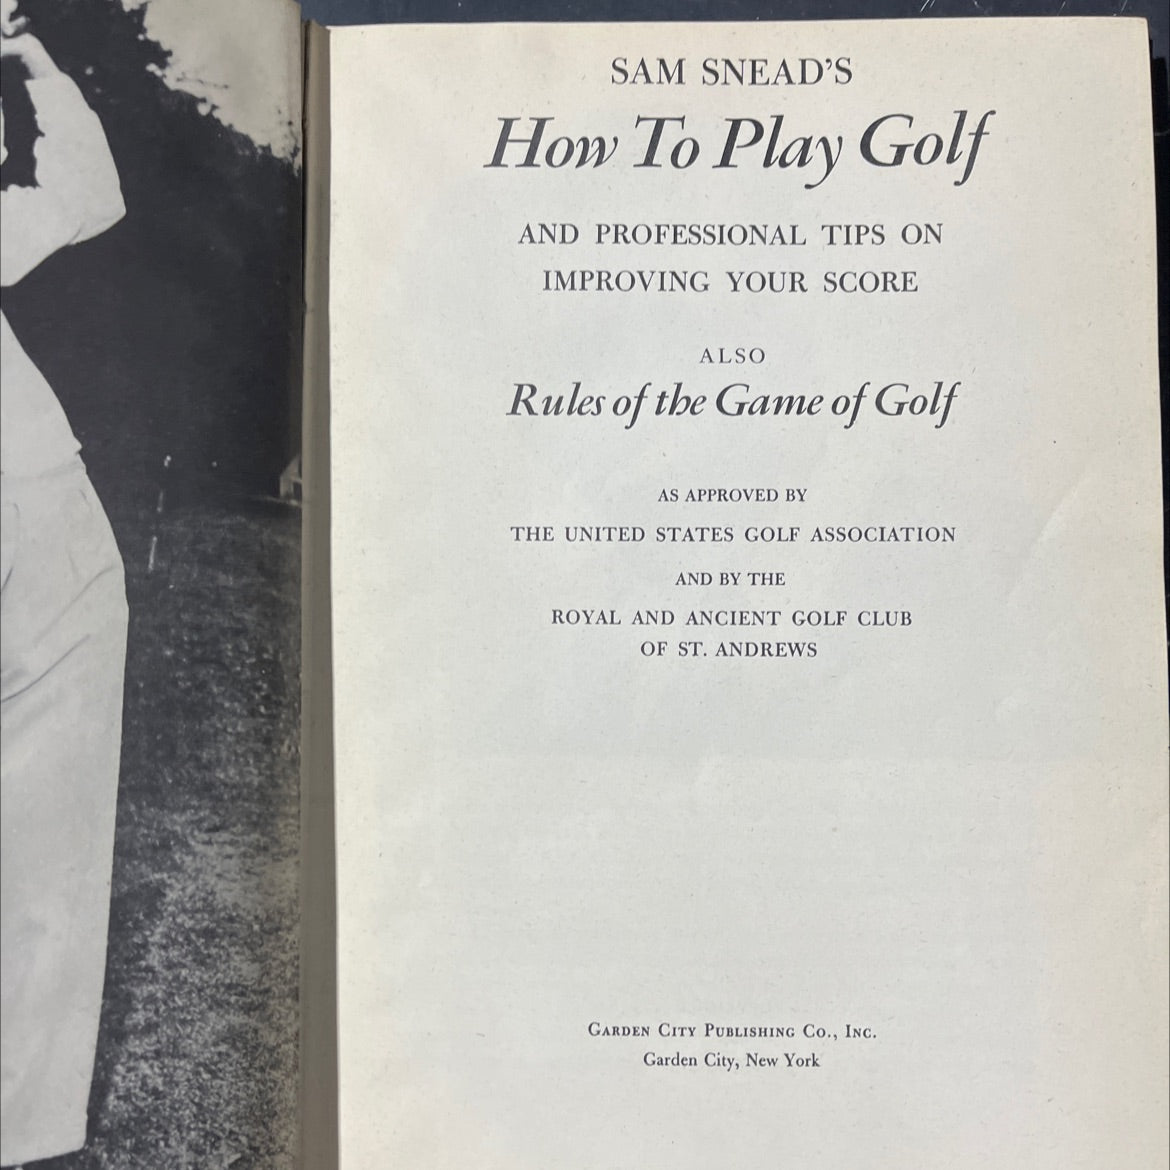 SAM SNEAD'S
How To Play Golf
AND PROFESSIONAL TIPS ON
IMPROVING YOUR SCORE
ALSO
Rules of the Game of Golf
AS APPROVED BY
THE UNITED STATES GOLF ASSOCIATION
AND BY THE
ROYAL AND ANCIENT GOLF CLUB
OF ST. ANDREWS
GARDEN CITY PUBLISHING CO., INC.
Garden City, New York